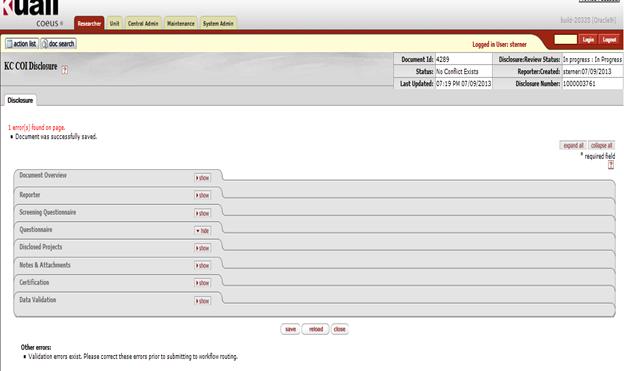 kuali
coeus
Researcher Unit Central Admin Maintenance System Admin
build-20335 (Oracle9i)
action list doc search
Logged in User: sterner
Login Logout
KC COI Disclosure ?
Document Id: 4289 Disclosure:Review Status: In progress : In Progress
Status: No Conflict Exists Reporter:Created: sterner:07/09/2013
Last Updated: 07:19 PM 07/09/2013 Disclosure Number: 1000003761
Disclosure
1 error(s) found on page.
Document was successfully saved.
expand all collapse all
* required field
?
Document Overview show
Reporter show
Screening Questionnaire show
Questionnaire hide
Disclosed Projects show
Notes & Attachments show
Certification show
Data Validation show
save reload close
Other errors:
Validation errors exist. Please correct these errors prior to submitting to workflow routing.